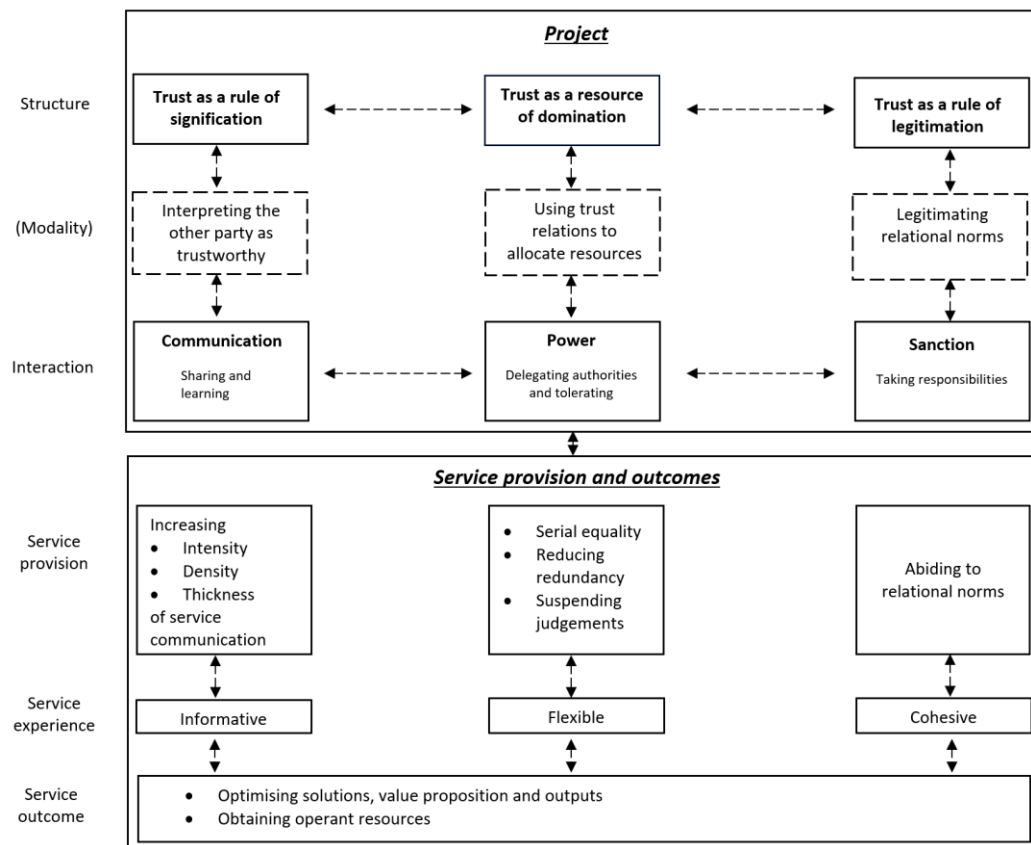 Project
Structure
Trust as a rule of
signification
Trust as a resource
of domination
Trust as a rule of
legitimation
(Modality)
Interpreting the
other party as
trustworthy
Using trust
relations to
allocate resources
Legitimating
relational norms
Interaction
Communication
Sharing and
learning
Power
Delegating authorities
and tolerating
Sanction
Taking responsibilities
Service provision and outcomes
Service
provision
Increasing
• Intensity
• Density
• Thickness
of service
communication
• Serial equality
• Reducing
redundancy
• Suspending
judgements
Abiding to
relational norms
Service
experience
Informative
Flexible
Cohesive
Service
outcome
• Optimising solutions, value proposition and outputs
• Obtaining operant resources